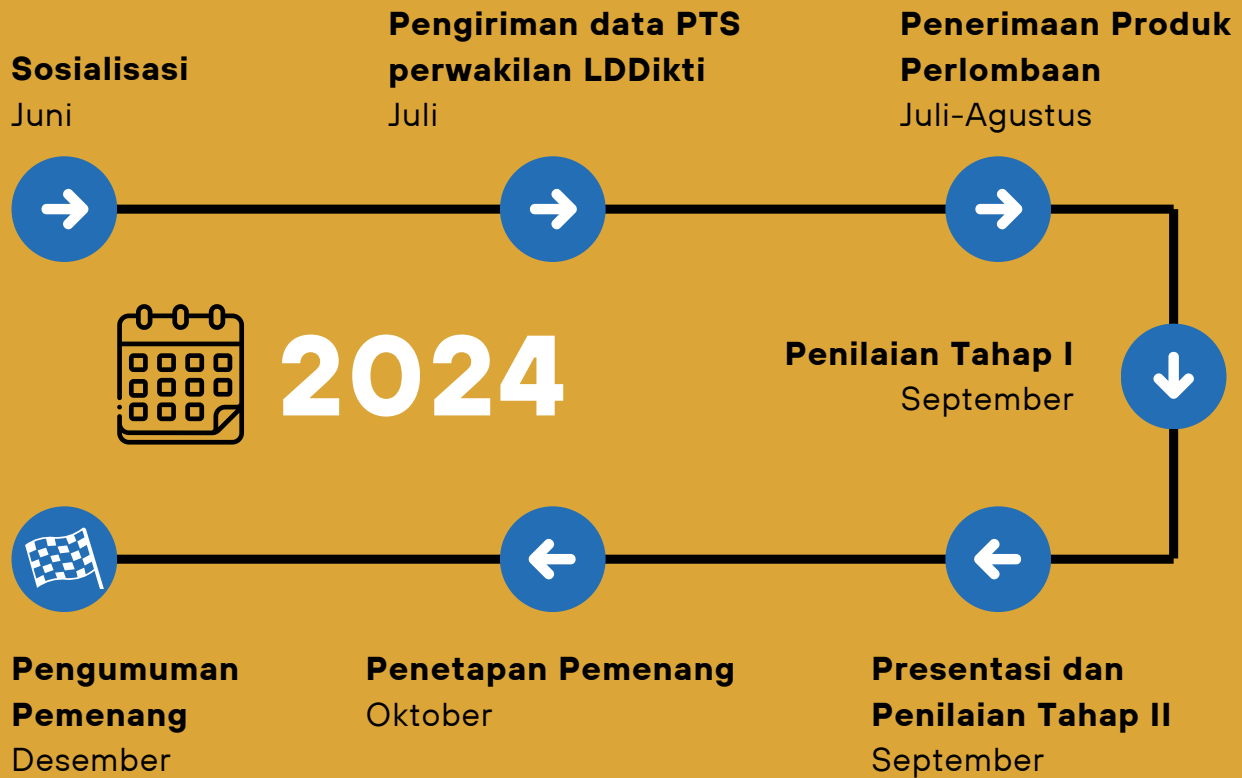 Sosialisasi
Juni
Pengiriman data PTS
perwakilan LDDikti
Juli
Penerimaan Produk
Perlombaan
Juli-Agustus
2024
Penilaian Tahap I
September
Presentasi dan
Penilaian Tahap II
September
Penetapan Pemenang
Oktober
Pengumuman
Pemenang
Desember